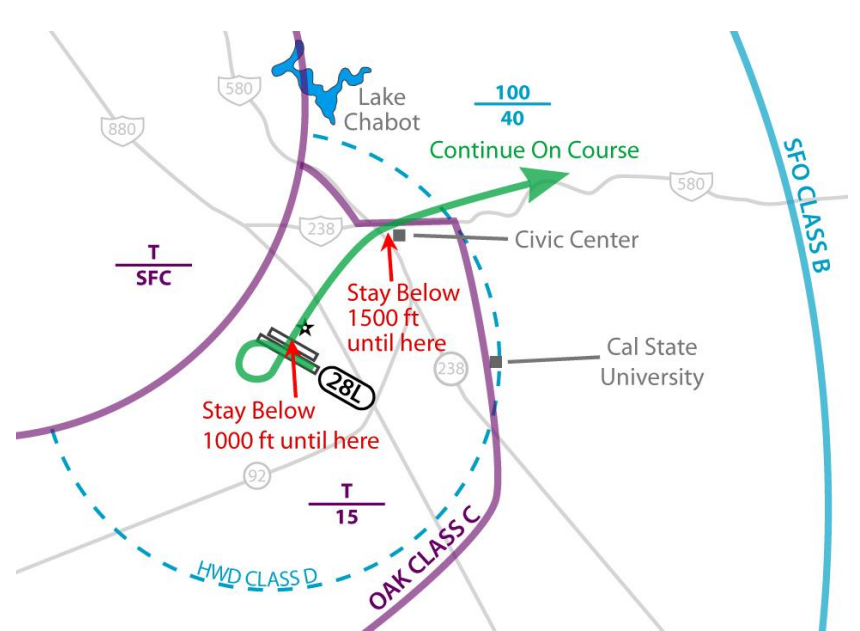 580
880
Lake
Chabot
100
40
Continue On Course
580
SFO CLASS B
238
Civic Center
T
SFC
Stay Below
1500 ft
until here
Cal State
University
28L
238
Stay Below
1000 ft until here
92
T
15
HWD CLASS D
OAK CLASS C